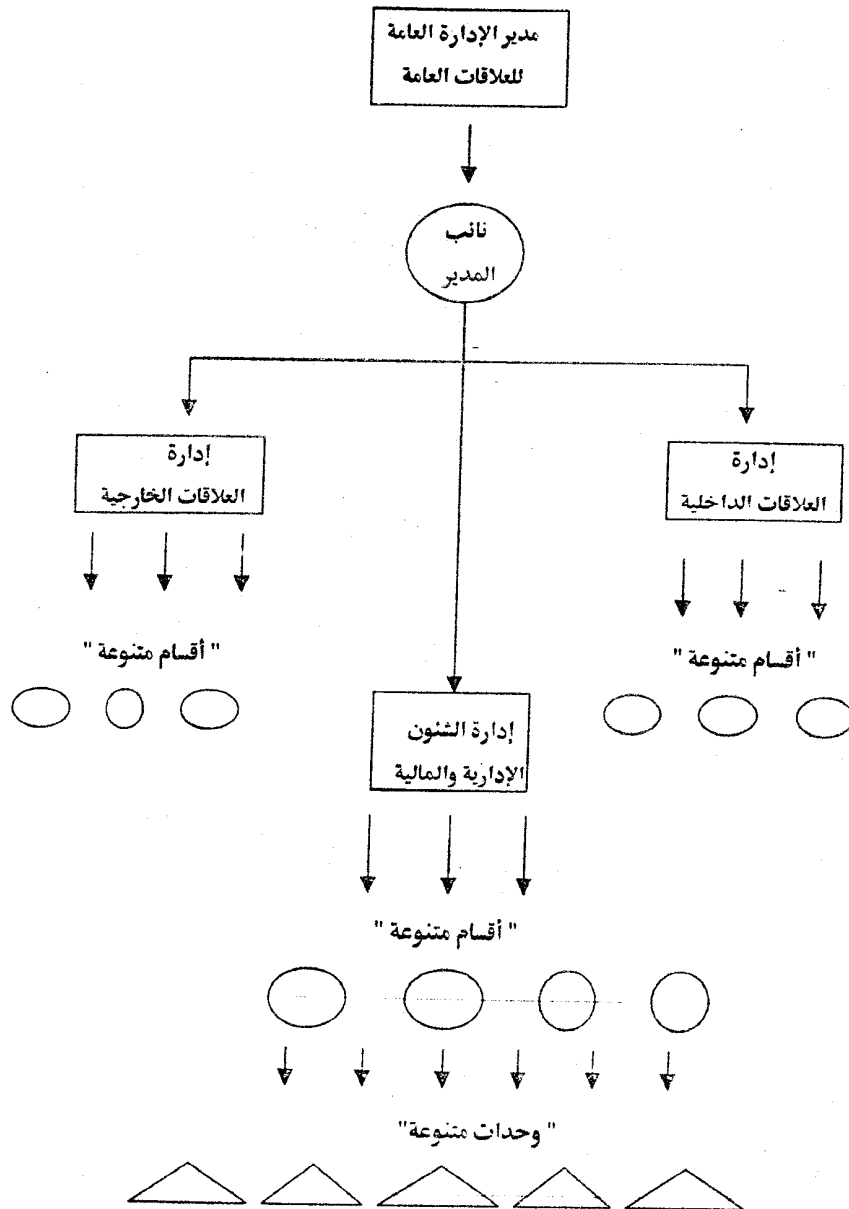 مدير الإدارة العامة
للعلاقات العامة
نائب
المدير
إدارة
العلاقات الداخلية
إدارة
العلاقات الخارجية
" أقسام متنوعة "
" أقسام متنوعة "
إدارة الشئون
الإدارية والمالية
" أقسام متنوعة "
" وحدات متنوعة"